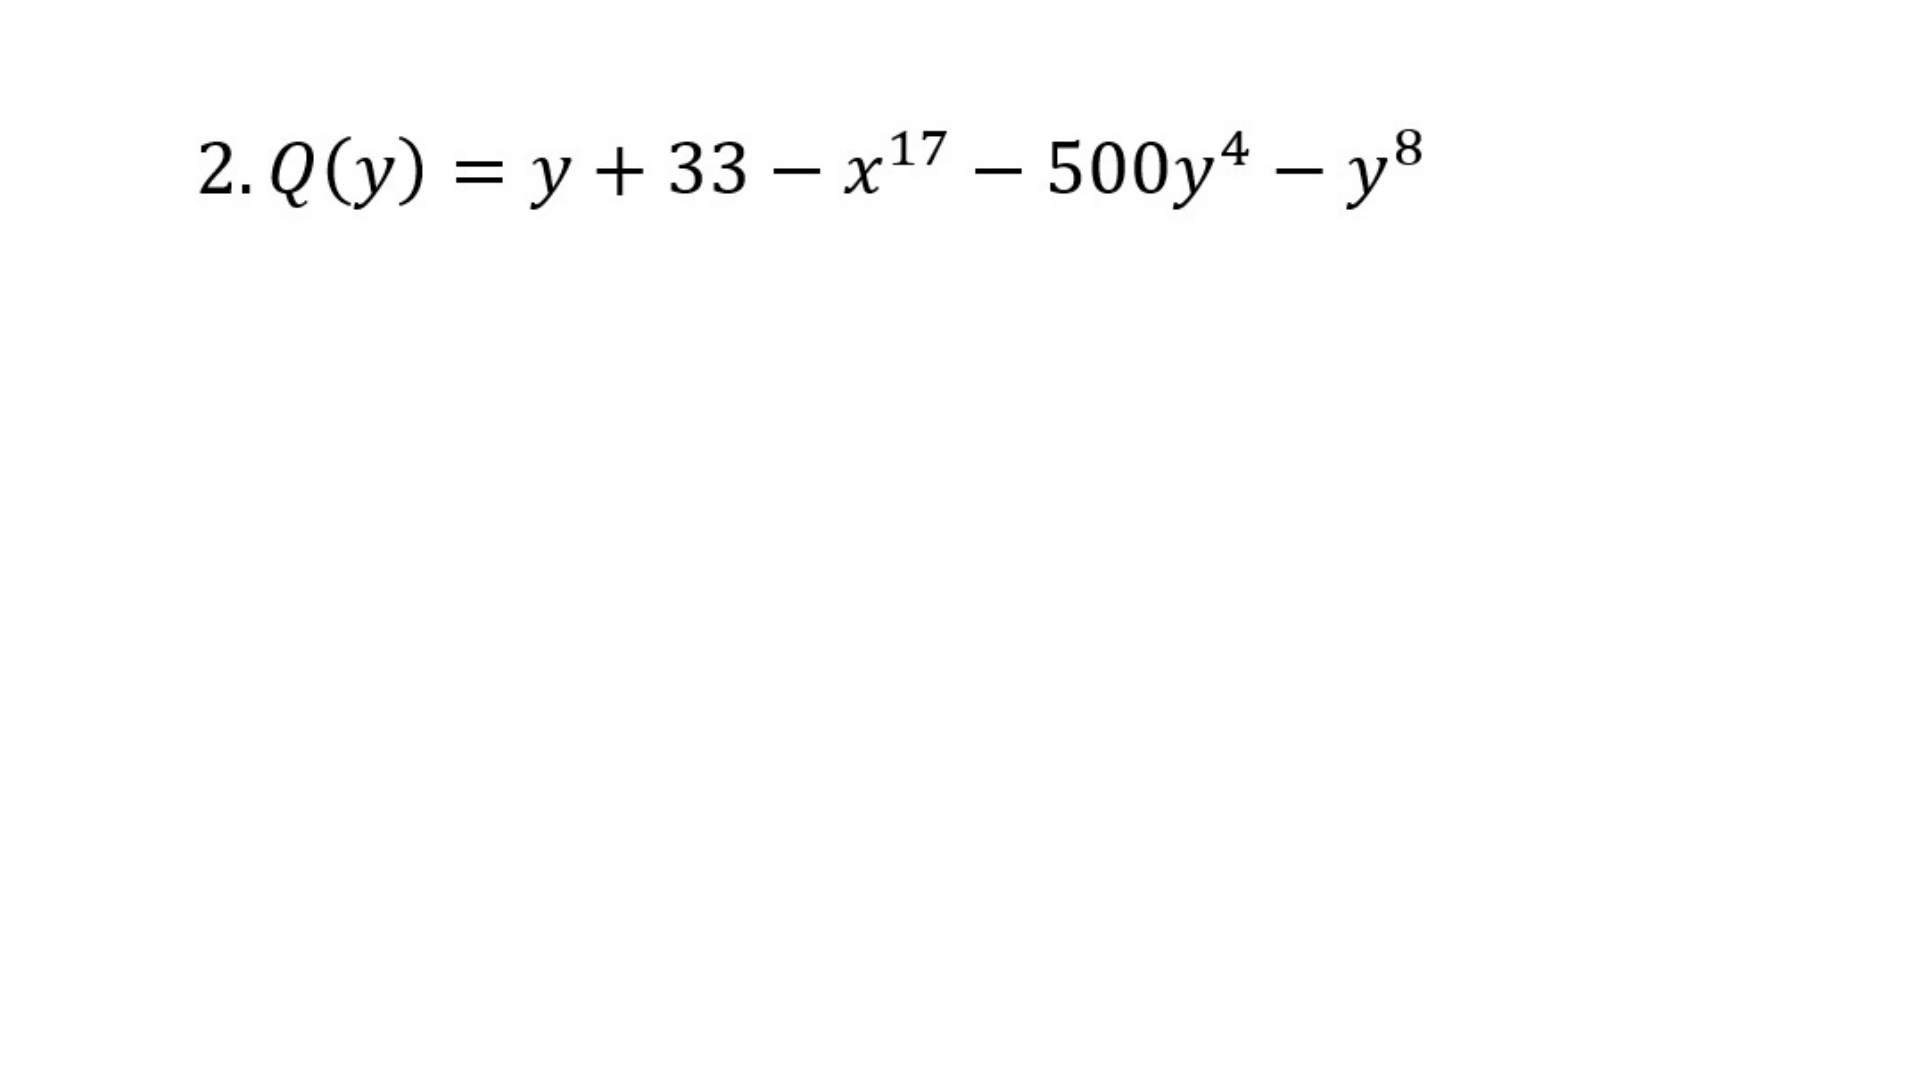 2. Q(y) = y + 33 − x¹⁷ − 500y⁴ − y⁸